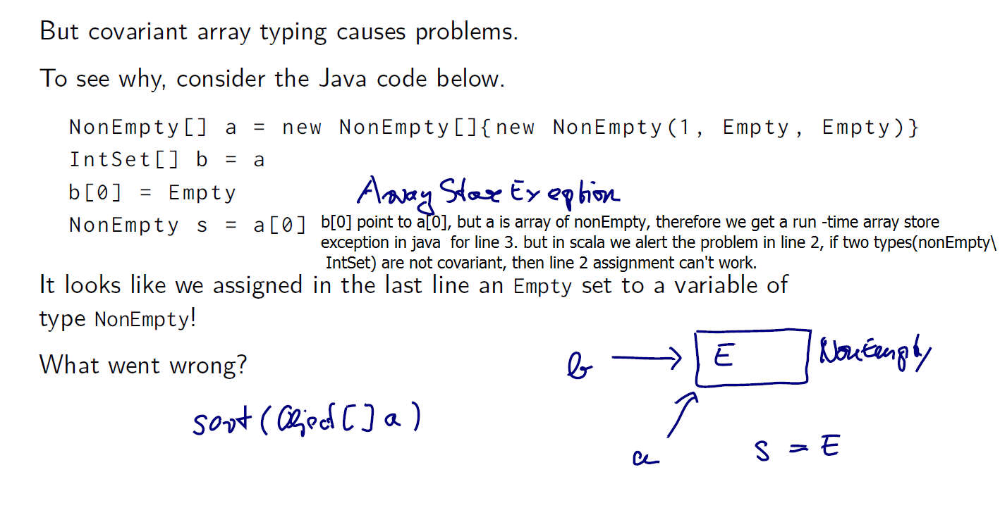 But covariant array typing causes problems.
To see why, consider the Java code below.
NonEmpty[] a = new NonEmpty[]{new NonEmpty(1, Empty, Empty)}
IntSet[] b = a
b[0] = Empty
ArrayStoreException
NonEmpty s = a[0]
b[0] point to a[0], but a is array of nonEmpty, therefore we get a run -time array store
exception in java for line 3. but in scala we alert the problem in line 2, if two types(nonEmpty\
IntSet) are not covariant, then line 2 assignment can't work.
It looks like we assigned in the last line an Empty set to a variable of
type NonEmpty!
What went wrong?
b
E
NonEmpty
sort(Object[] a)
a
s = E